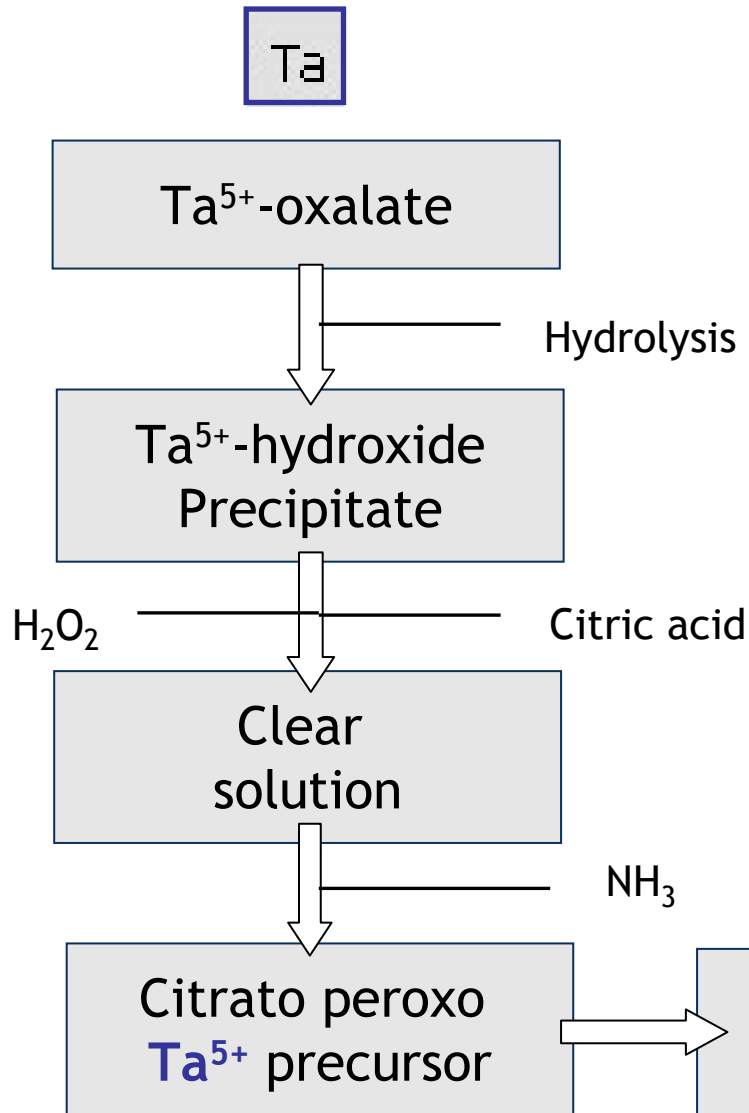 Ta
Ta⁵⁺-oxalate
Hydrolysis
Ta⁵⁺-hydroxide
Precipitate
H₂O₂
Citric acid
Clear
solution
NH₃
Citrato peroxo
Ta⁵⁺ precursor